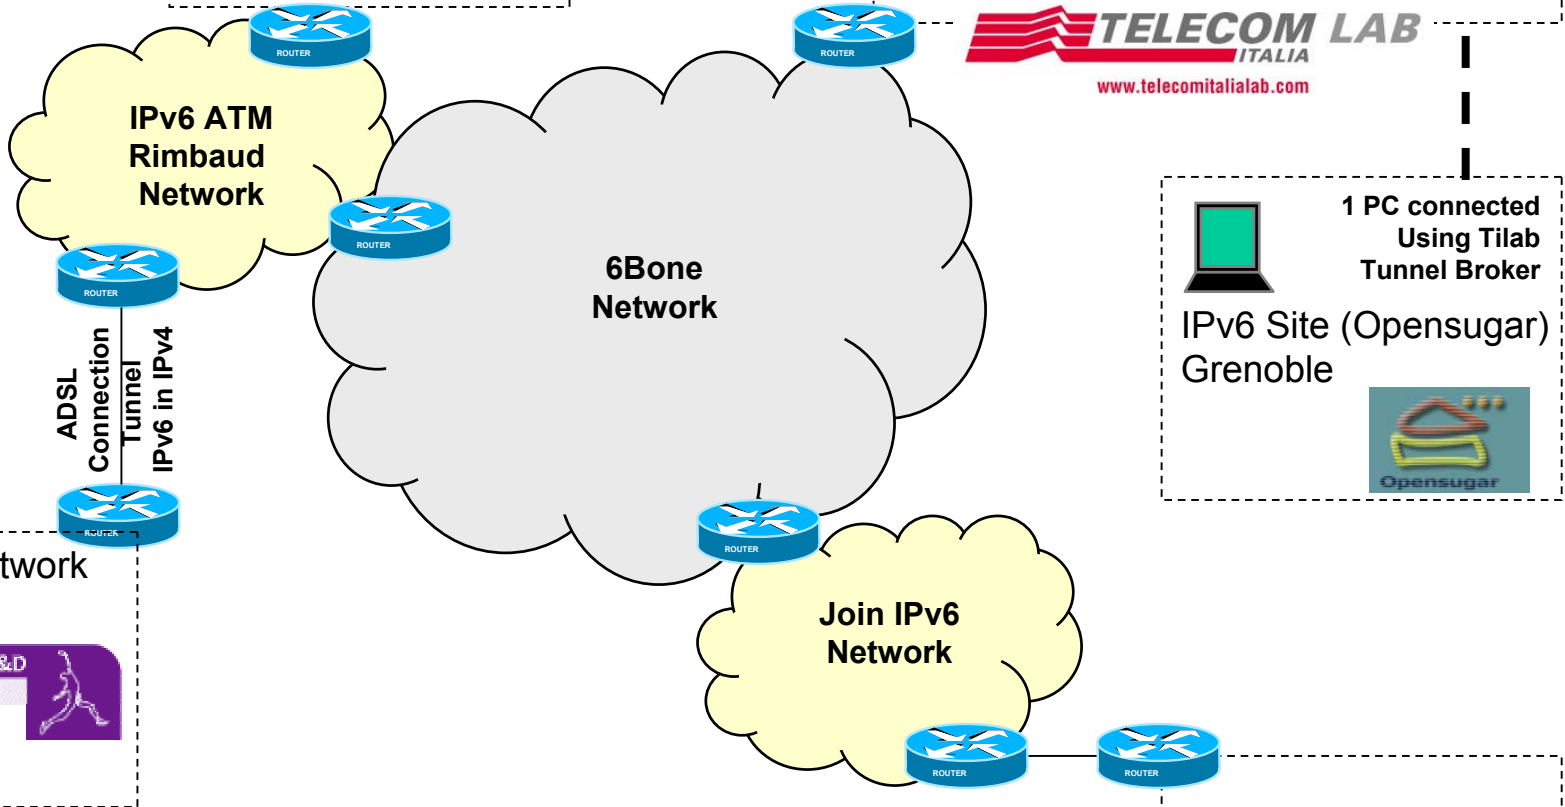 ROUTER
ROUTER
TELECOM LAB
ITALIA
www.telecomitalialab.com
IPv6 ATM
Rimbaud
Network
ROUTER
ROUTER
6Bone
Network
1 PC connected
Using Tilab
Tunnel Broker
IPv6 Site (Opensugar)
Grenoble
Opensugar
ADSL
Connection
Tunnel
IPv6 in IPv4
ROUTER
ROUTER
twork
&D
Join IPv6
Network
ROUTER
ROUTER